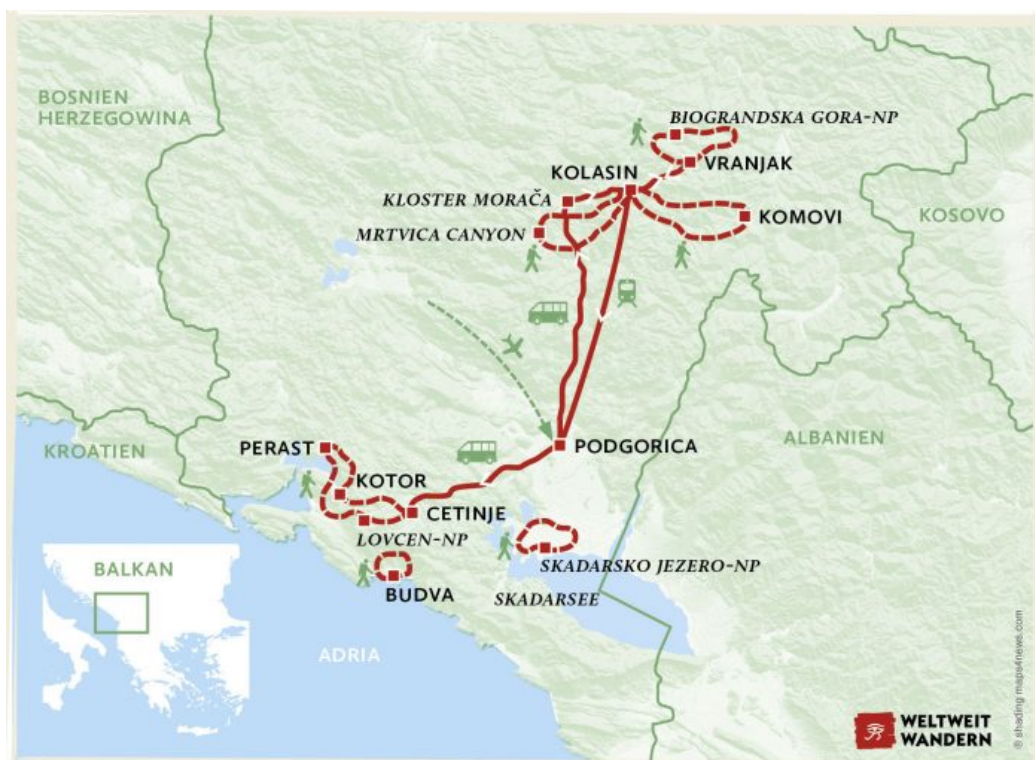 BOSNIEN
HERZEGOWINA
BIOGRANDSKA GORA-NP
VRANJAK
KOLASIN
KLOSTER MORAČA
KOMOVI
KOSOVO
MRTVICA CANYON
PERAST
PODGORICA
ALBANIEN
KROATIEN
KOTOR
CETINJE
LOVCEN-NP
SKADARSKO JEZERO-NP
BALKAN
BUDVA
SKADARSEE
ADRIA
WELTWEIT
WANDERN
© shading maps4news.com